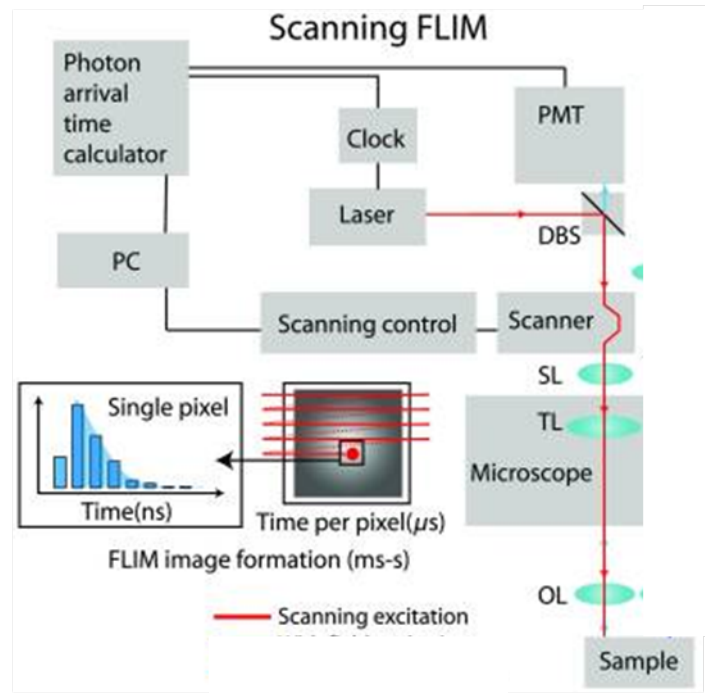 Scanning FLIM
Photon
arrival
time
calculator
PMT
Clock
Laser
DBS
PC
Scanning control
Scanner
SL
TL
Microscope
Single pixel
Time(ns)
Time per pixel(μs)
FLIM image formation (ms-s)
OL
Scanning excitation
Sample